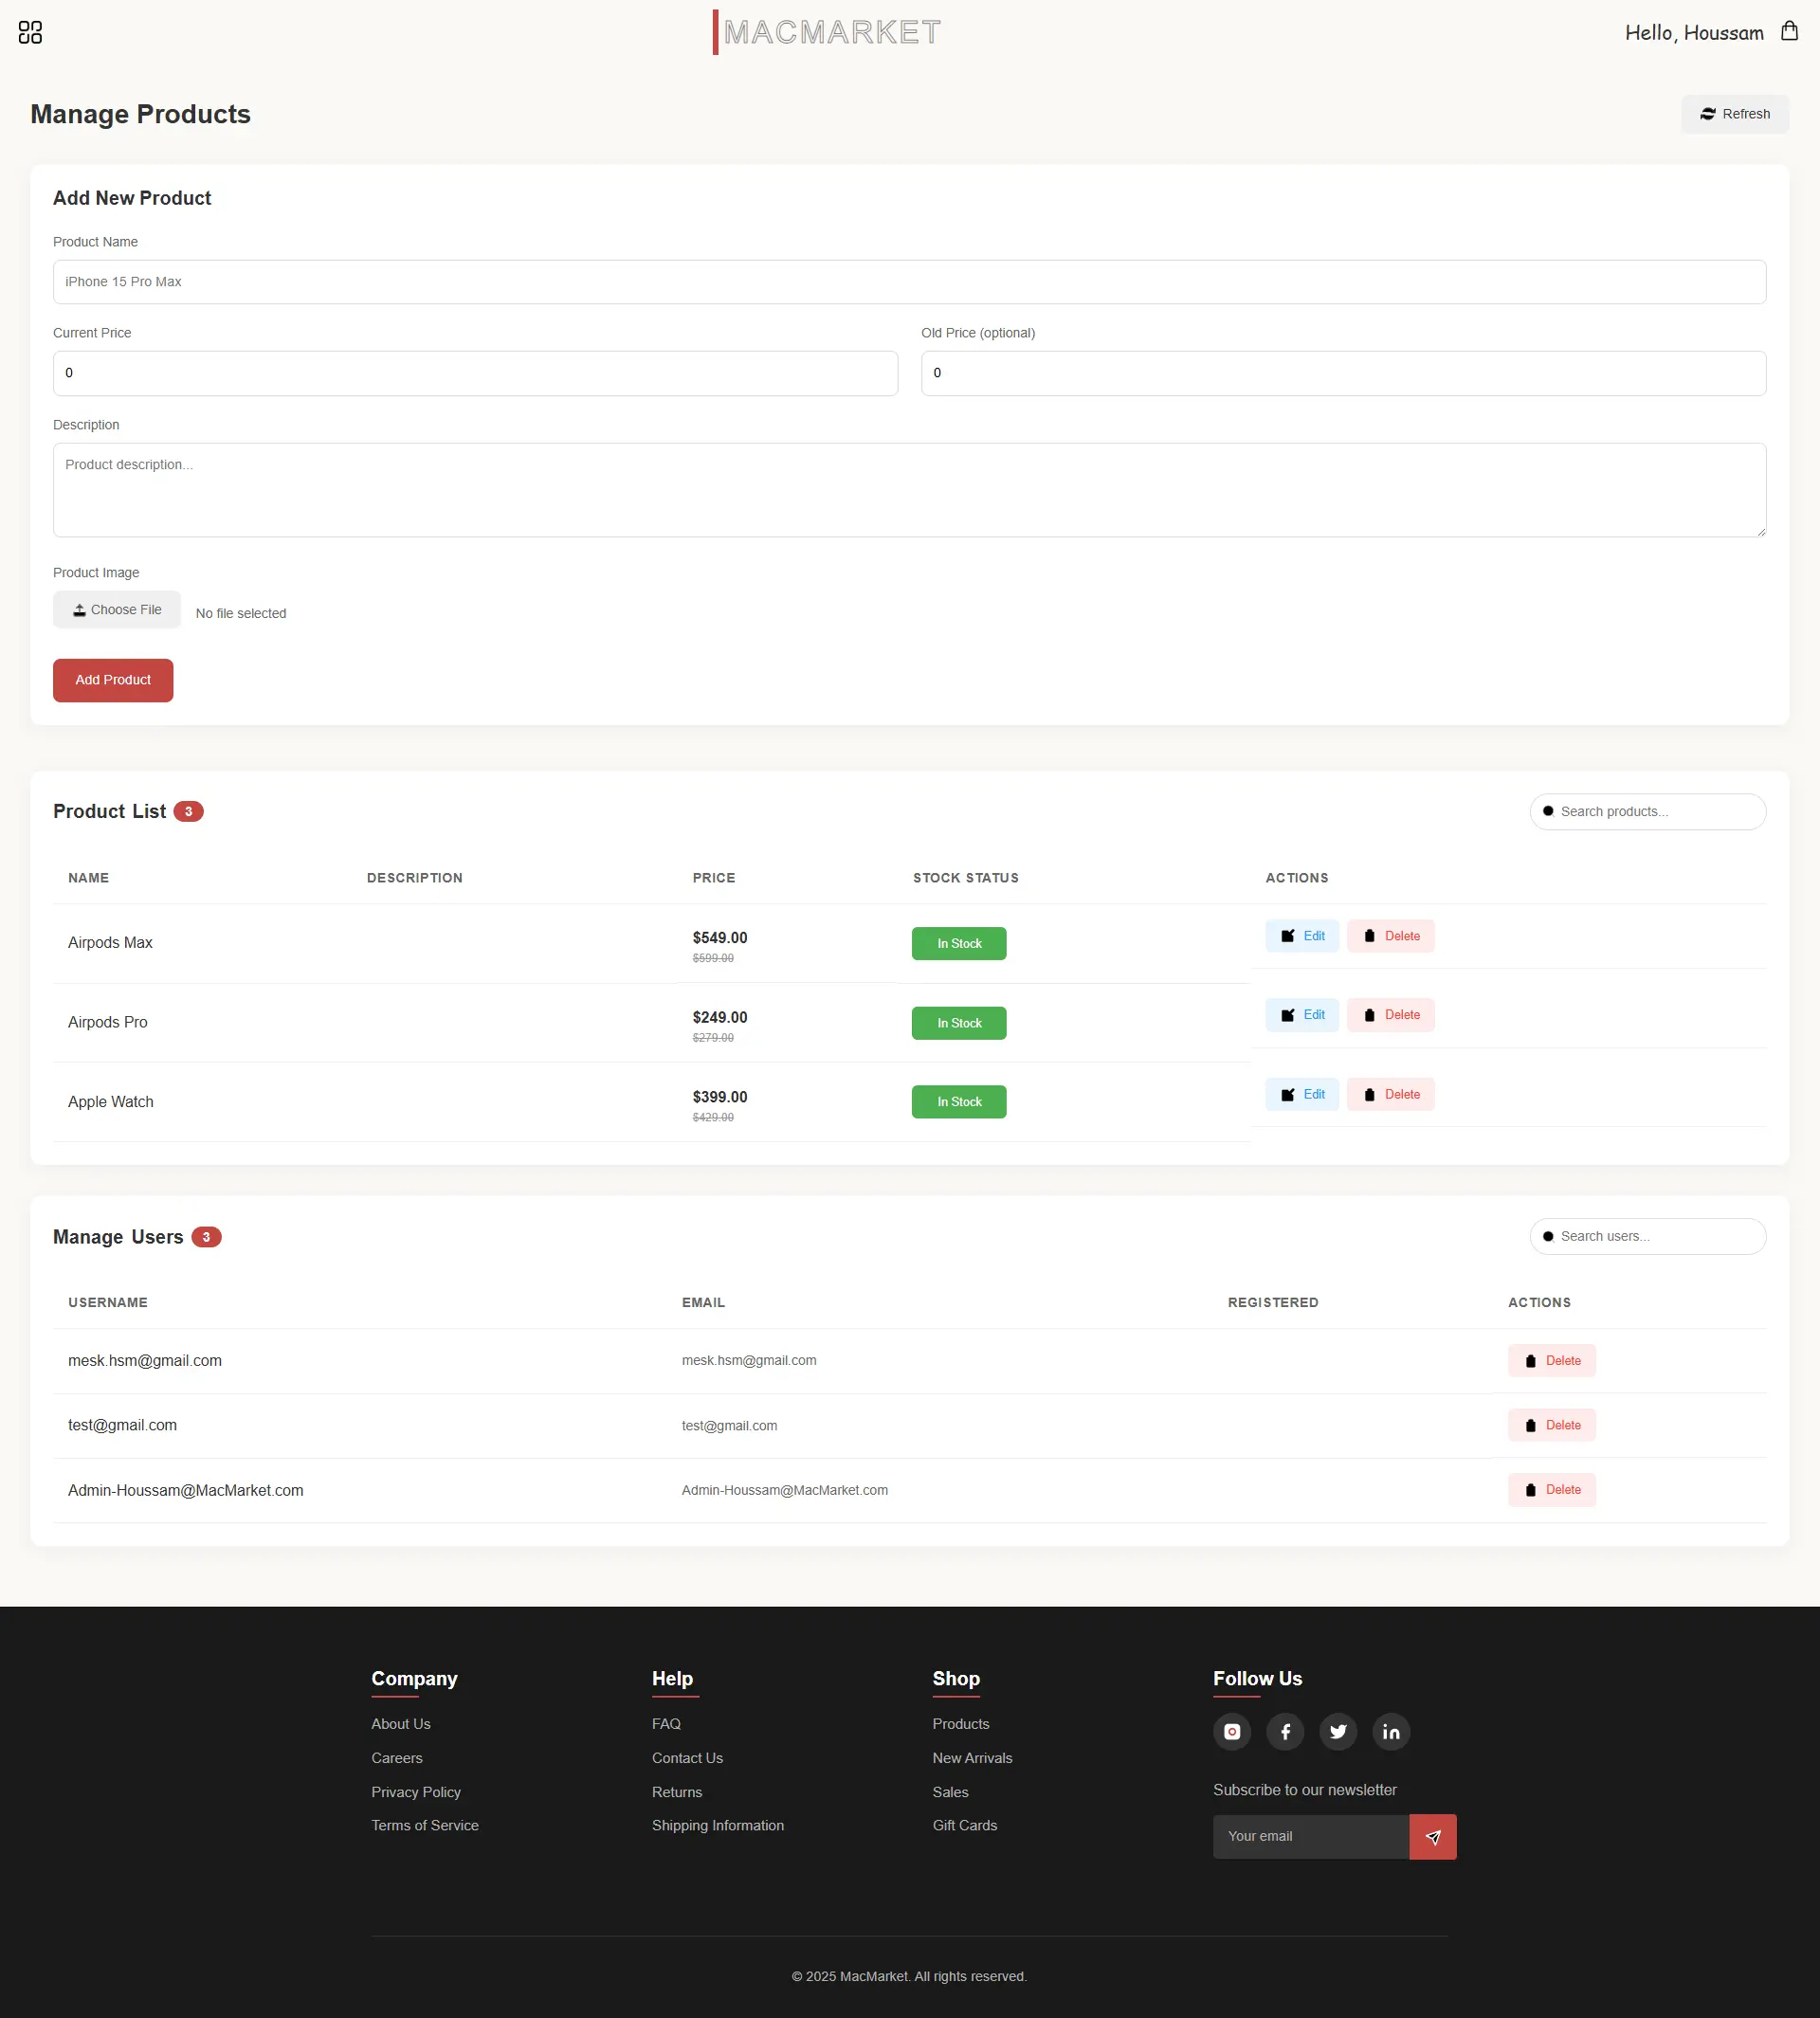 MACMARKET
Hello, Houssam
Manage Products
Refresh
Add New Product
Product Name
iPhone 15 Pro Max
Current Price
Old Price (optional)
0
0
Description
Product description...
Product Image
Choose File
No file selected
Add Product
Product List 3
Search products...
NAME DESCRIPTION PRICE STOCK STATUS ACTIONS
Airpods Max $549.00 In Stock Edit Delete
$599.00
Airpods Pro $249.00 In Stock Edit Delete
$279.00
Apple Watch $399.00 In Stock Edit Delete
$429.00
Manage Users 3
Search users...
USERNAME EMAIL REGISTERED ACTIONS
mesk.hsm@gmail.com mesk.hsm@gmail.com Delete
test@gmail.com test@gmail.com Delete
Admin-Houssam@MacMarket.com Admin-Houssam@MacMarket.com Delete
Company
About Us
Careers
Privacy Policy
Terms of Service
Help
FAQ
Contact Us
Returns
Shipping Information
Shop
Products
New Arrivals
Sales
Gift Cards
Follow Us
Subscribe to our newsletter
Your email
© 2025 MacMarket. All rights reserved.